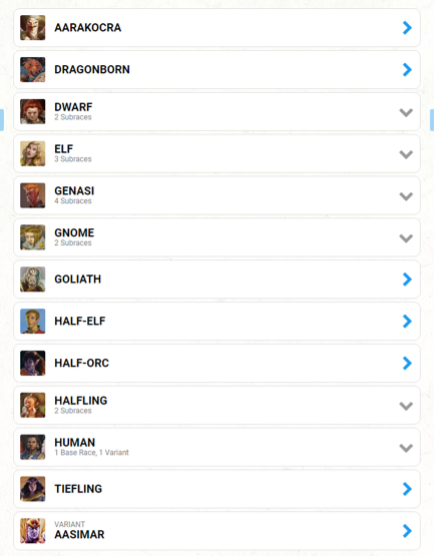 AARAKOCRA
DRAGONBORN
DWARF
2 Subraces
ELF
3 Subraces
GENASI
4 Subraces
GNOME
2 Subraces
GOLIATH
HALF-ELF
HALF-ORC
HALFLING
2 Subraces
HUMAN
1 Base Race, 1 Variant
TIEFLING
VARIANT
AASIMAR